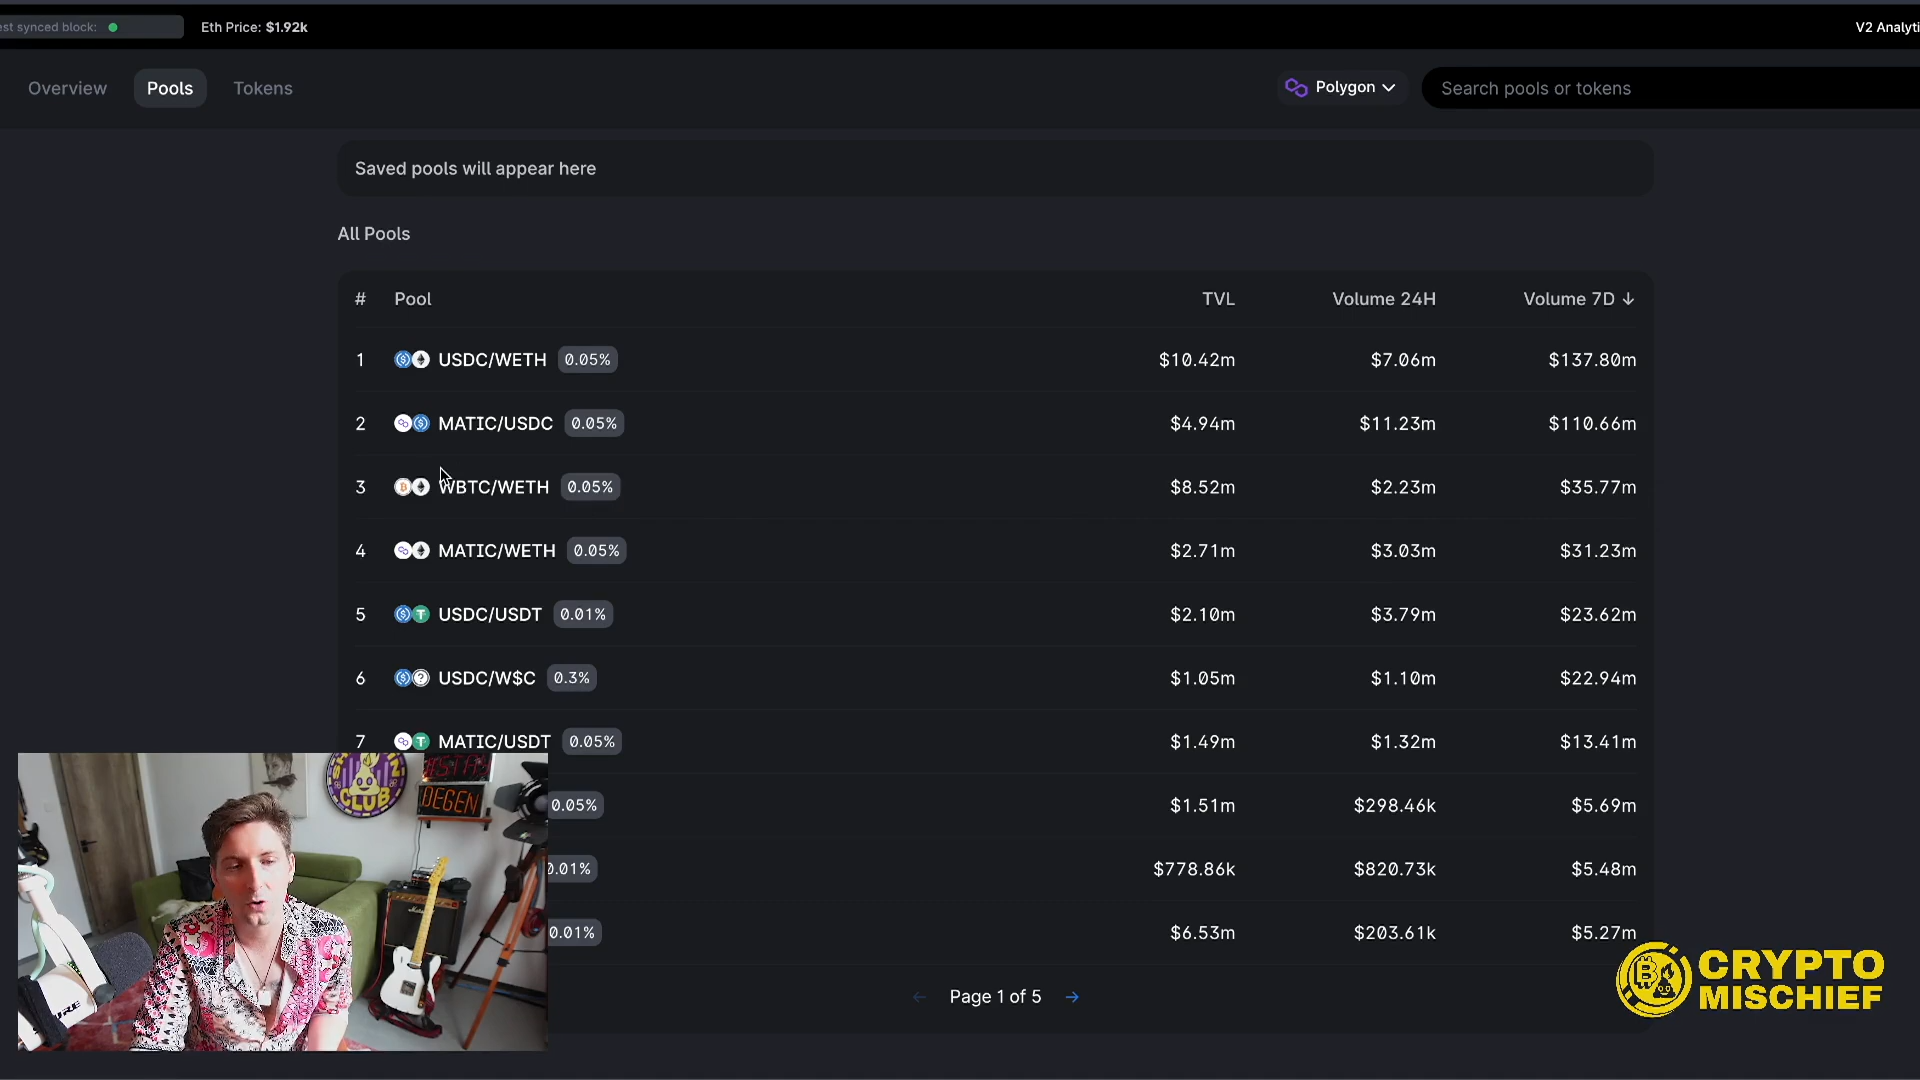 est synced block:
Eth Price: $1.92k
V2 Analyti
Overview
Pools
Tokens
Polygon
Search pools or tokens
Saved pools will appear here
All Pools
# Pool TVL Volume 24H Volume 7D ↓
1 USDC/WETH 0.05% $10.42m $7.06m $137.80m
2 MATIC/USDC 0.05% $4.94m $11.23m $110.66m
3 WBTC/WETH 0.05% $8.52m $2.23m $35.77m
4 MATIC/WETH 0.05% $2.71m $3.03m $31.23m
5 USDC/USDT 0.01% $2.10m $3.79m $23.62m
6 USDC/W$C 0.3% $1.05m $1.10m $22.94m
7 MATIC/USDT 0.05% $1.49m $1.32m $13.41m
0.05% $1.51m $298.46k $5.69m
0.01% $778.86k $820.73k $5.48m
0.01% $6.53m $203.61k $5.27m
← Page 1 of 5 →
CLUB
DEGEN
Marshall
CRYPTO
MISCHIEF